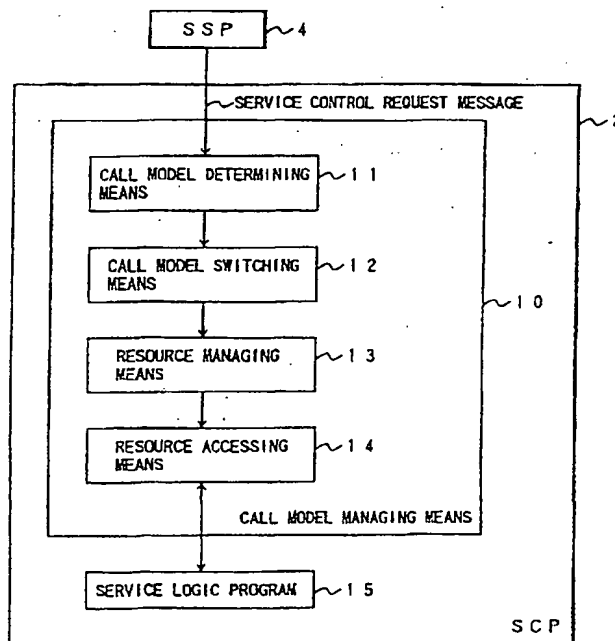 SSP 4
SERVICE CONTROL REQUEST MESSAGE
2
CALL MODEL DETERMINING
MEANS
11
CALL MODEL SWITCHING
MEANS
12
10
RESOURCE MANAGING
MEANS
13
RESOURCE ACCESSING
MEANS
14
CALL MODEL MANAGING MEANS
SERVICE LOGIC PROGRAM 15
SCP